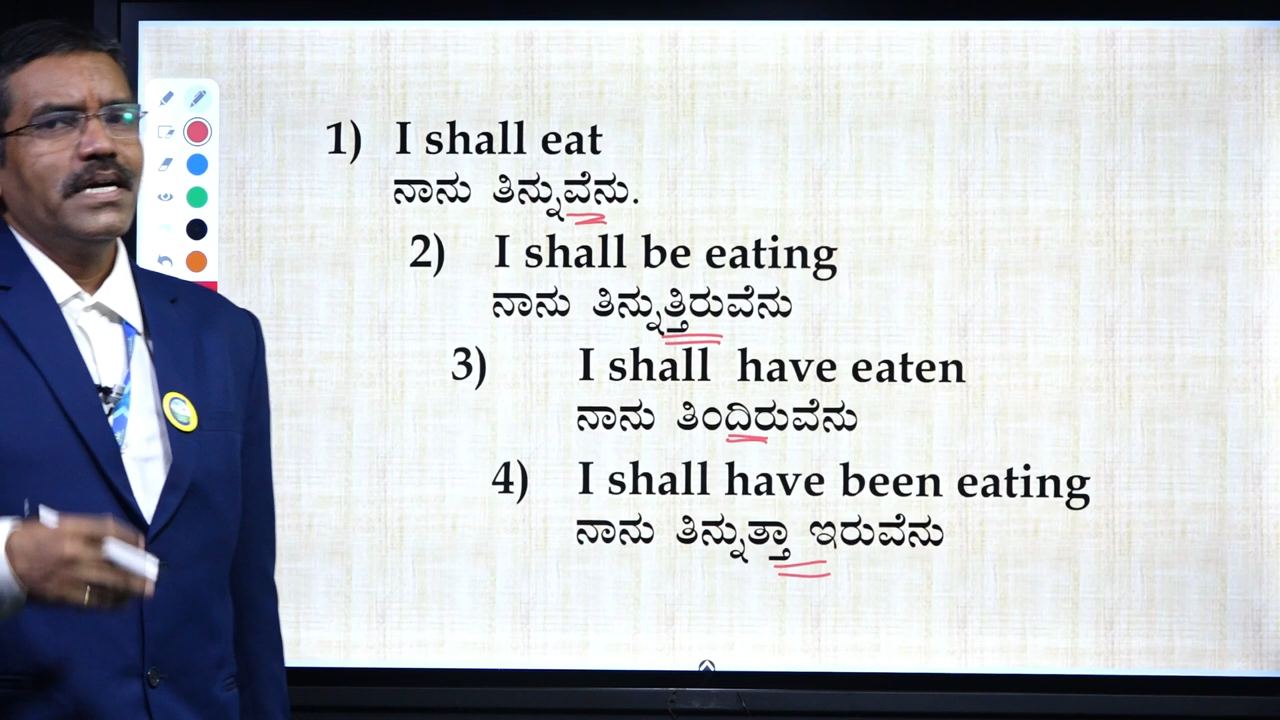 1) I shall eat
ನಾನು ತಿನ್ನುವೆನು.
2) I shall be eating
ನಾನು ತಿನ್ನುತ್ತಿರುವೆನು
3) I shall have eaten
ನಾನು ತಿಂದಿರುವೆನು
4) I shall have been eating
ನಾನು ತಿನ್ನುತ್ತಾ ಇರುವೆನು